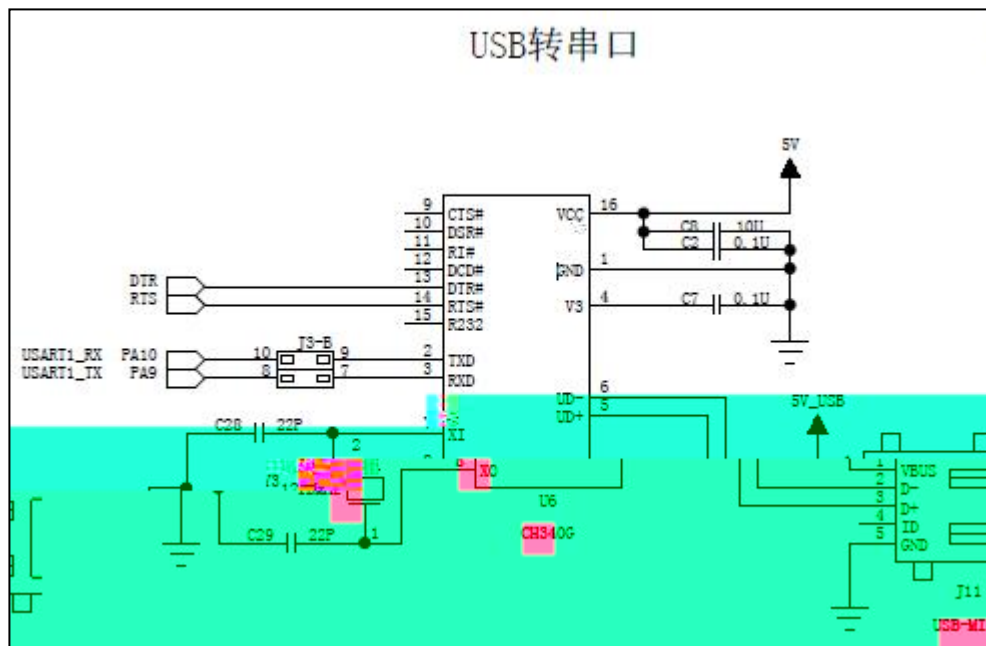 USB转串口
5V
9 CTS# VCC 16
10 DSR# C8 10U
11 RI# C2 0.1U
12 DCD# GND 1
DTR 13 DTR#
RTS 14 RTS# V3 4 C7 0.1U
15 R232
J3-B
USART1_RX PA10 10 9 2 TXD
USART1_TX PA9 8 7 3 RXD
UD- 6
UD+ 5
5V_USB
C28 22P XI
2
XO
1 VBUS
2 D-
3 D+
4 ID
5 GND
U6
C29 22P 1 CH340G
J11